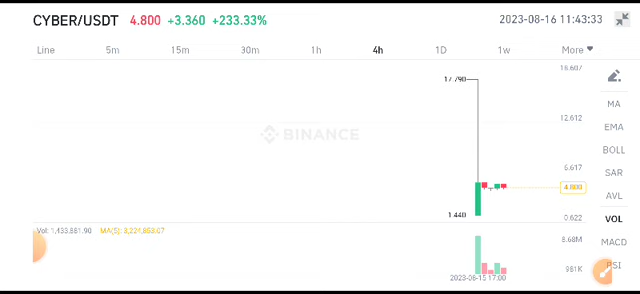 CYBER/USDT 4.800 +3.360 +233.33% 2023-08-16 11:43:33
Line 5m 15m 30m 1h 4h 1D 1w More
18.607
17.790
MA
12.612
EMA
BINANCE
BOLL
6.617
SAR
4.800
AVL
1.440
0.622
VOL
Vol: 1,433,881.90 MA(5): 3,224,853.07
8.68M
MACD
981K
RSI
2023-08-15 17:00